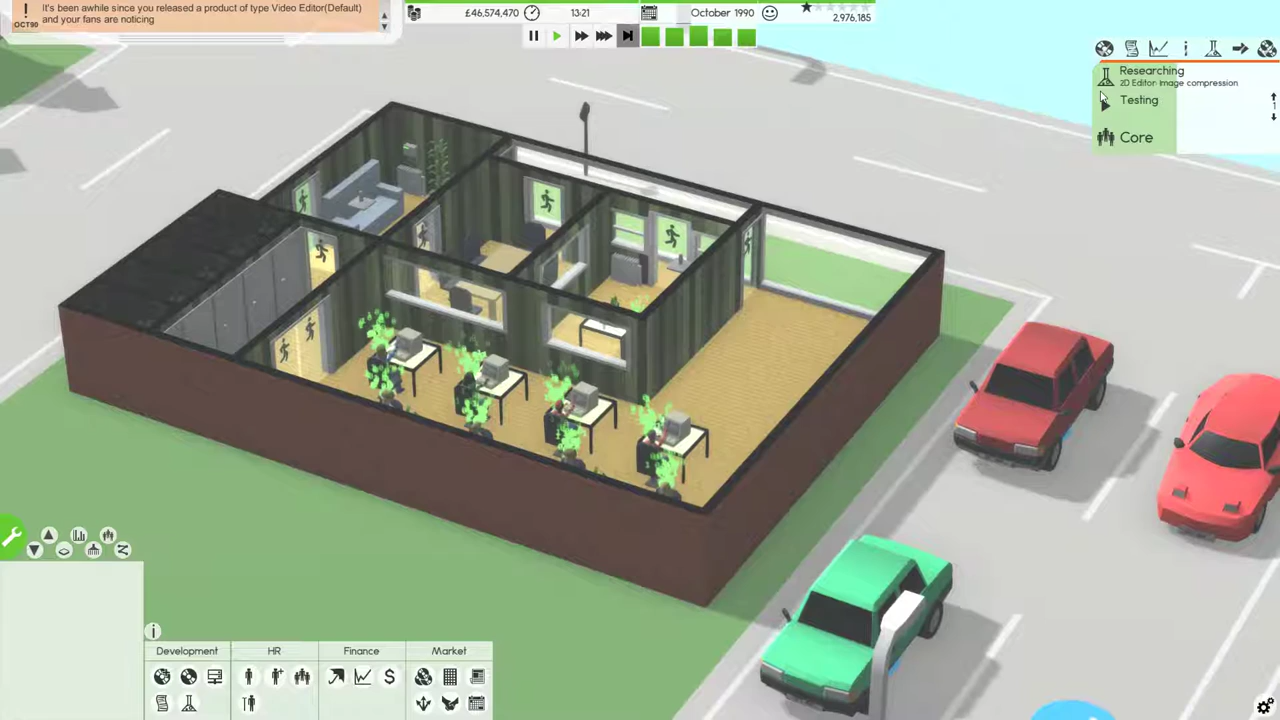 It's been awhile since you released a product of type Video Editor(Default)
and your fans are noticing
OCT90
£46,574,470
13:21
October 1990
2,976,185
Researching
2D Editor: Image compression
Testing
1
Core
Development
HR
Finance
Market